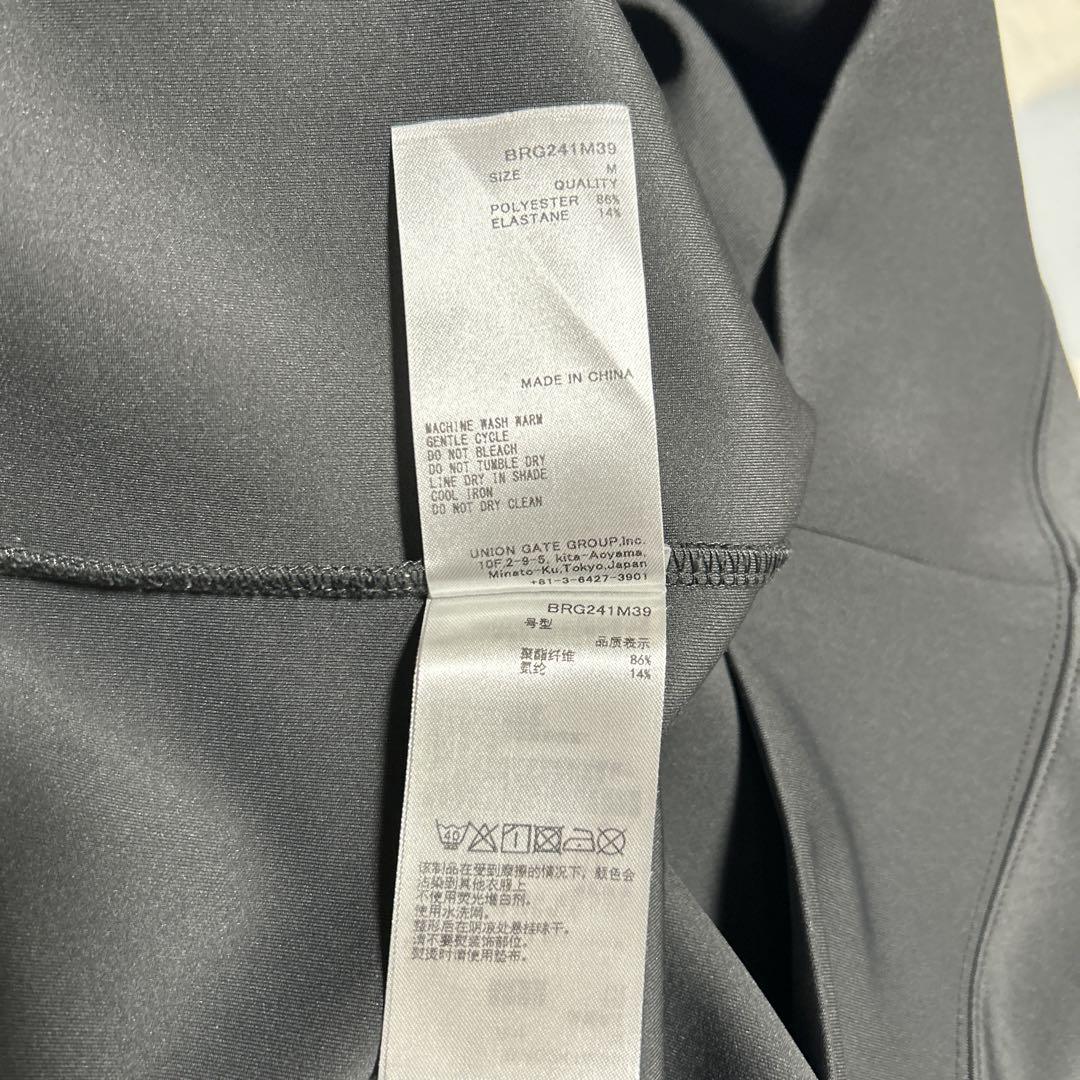 BRG241M39
SIZE M
QUALITY
POLYESTER 86%
ELASTANE 14%
MADE IN CHINA
MACHINE WASH WARM
GENTLE CYCLE
DO NOT BLEACH
DO NOT TUMBLE DRY
LINE DRY IN SHADE
COOL IRON
DO NOT DRY CLEAN
UNION GATE GROUP,Inc.
10F,2-9-5, kita-Aoyama,
Minato-Ku,Tokyo,Japan
+81-3-6427-3901
BRG241M39
号型
品质表示
聚酯纤维 86%
氨纶 14%
40
该制品在受到摩擦的情况下，颜色会
沾染到其他衣服上
不使用荧光增白剂。
使用水洗网。
整形后在阴凉处悬挂晾干。
请不要熨装饰部位。
熨烫时请使用垫布。